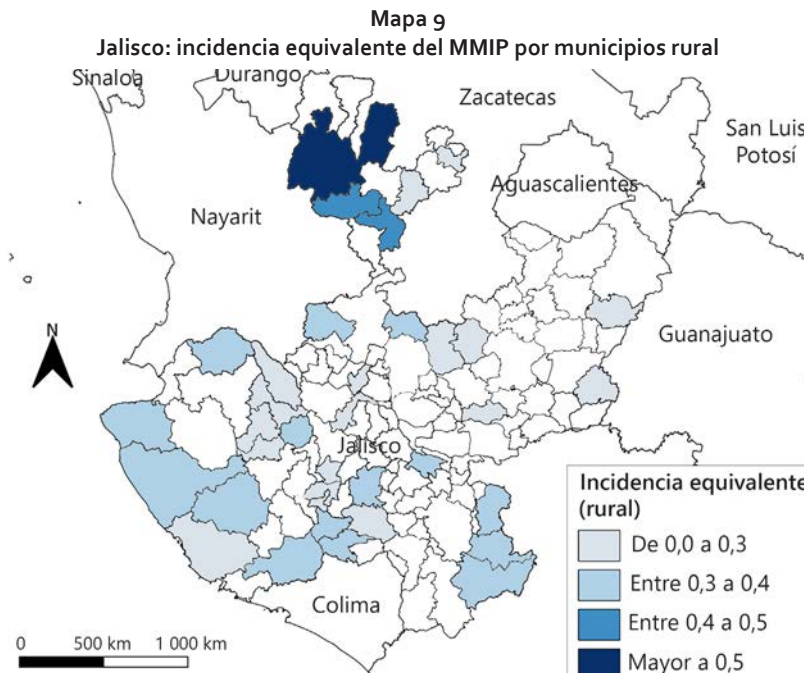 Mapa 9
Jalisco: incidencia equivalente del MMIP por municipios rural
Sinaloa
Durango
Zacatecas
San Luis
Potosí
Aguascalientes
Nayarit
N
Guanajuato
Jalisco
Colima
Incidencia equivalente
(rural)
De 0,0 a 0,3
Entre 0,3 a 0,4
Entre 0,4 a 0,5
Mayor a 0,5
0 500 km 1 000 km